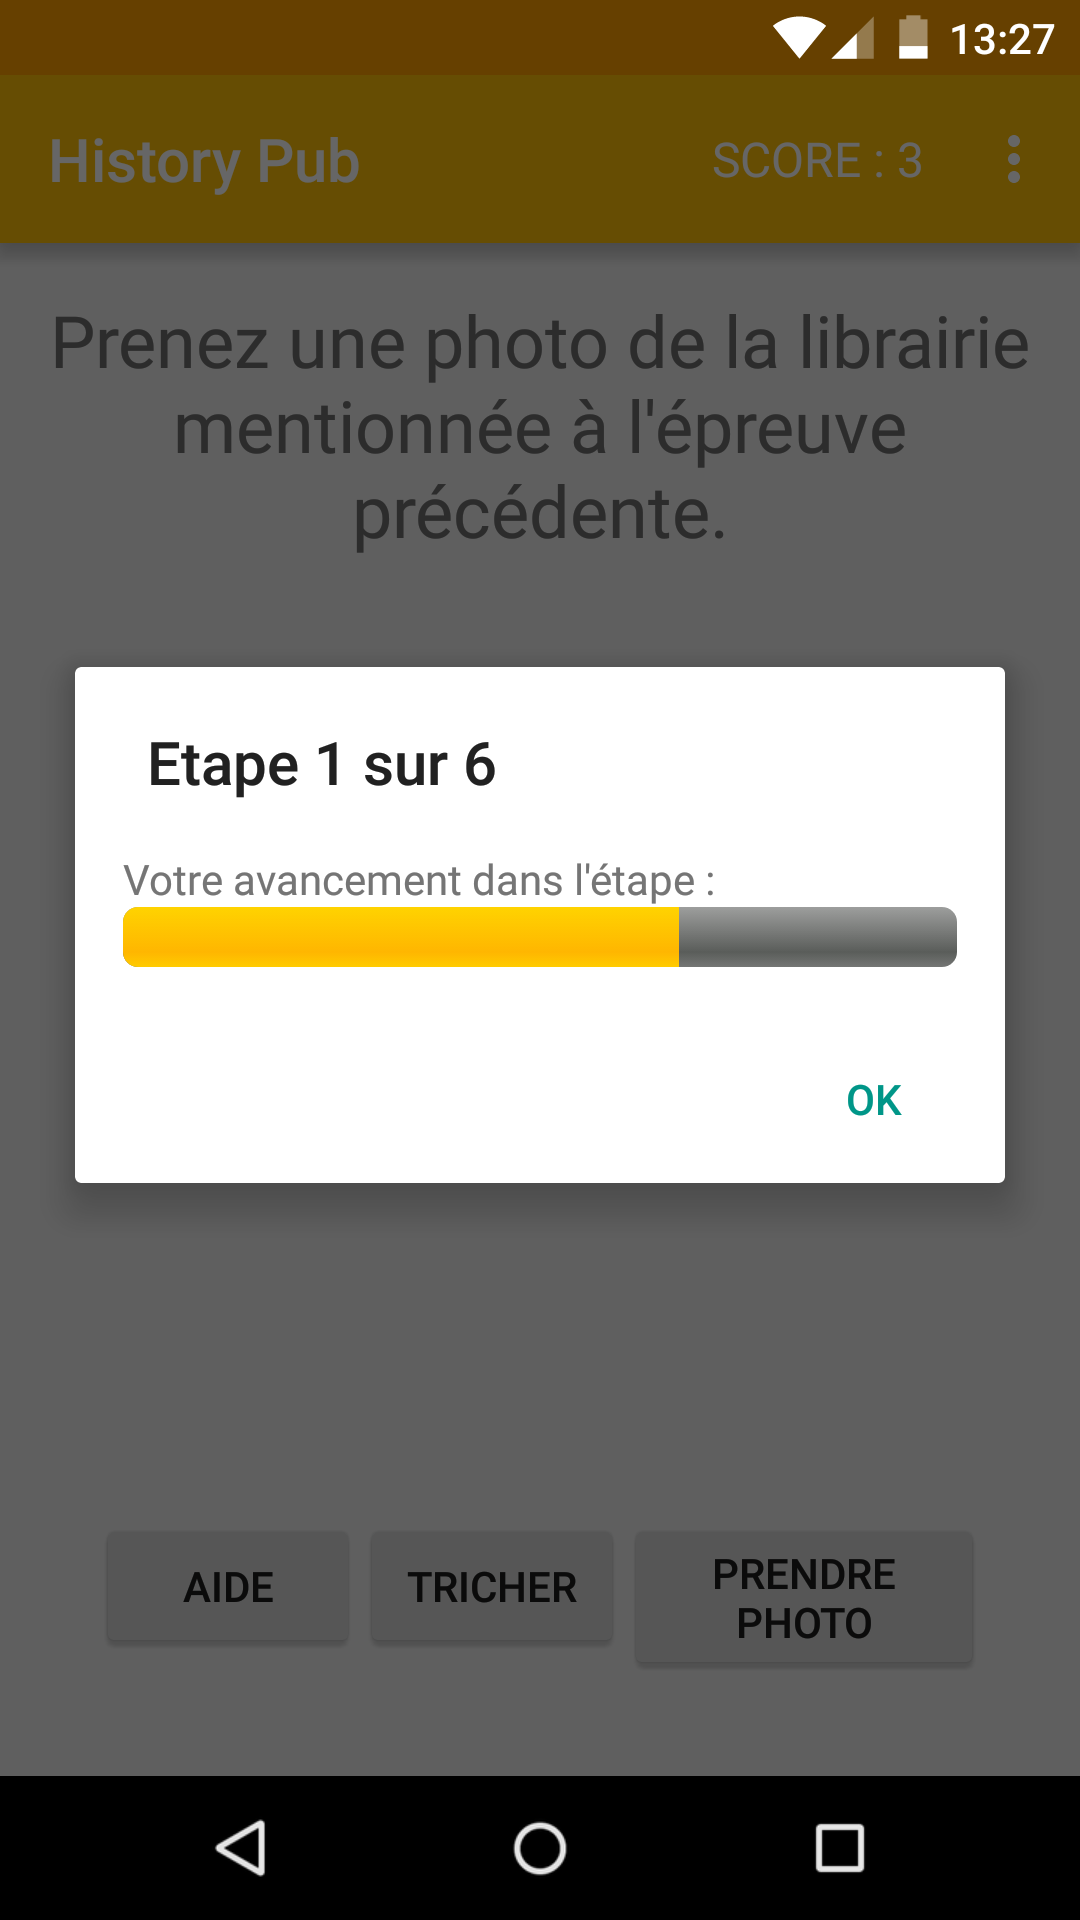 13:27
History Pub SCORE : 3
Prenez une photo de la librairie
mentionnée à l'épreuve
précédente.
Etape 1 sur 6
Votre avancement dans l'étape :
OK
AIDE TRICHER PRENDRE
PHOTO